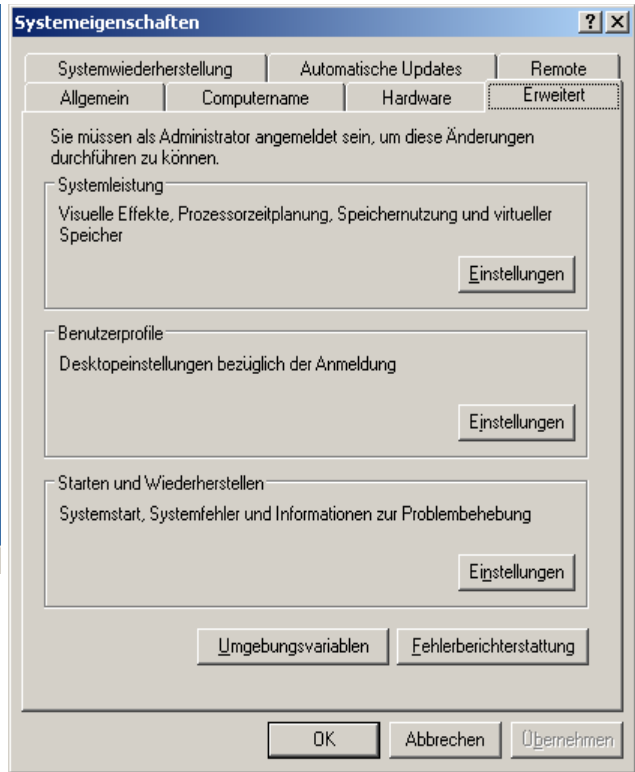 Systemeigenschaften
Systemwiederherstellung Automatische Updates Remote
Allgemein Computername Hardware Erweitert
Sie müssen als Administrator angemeldet sein, um diese Änderungen
durchführen zu können.
Systemleistung
Visuelle Effekte, Prozessorzeitplanung, Speichernutzung und virtueller
Speicher
Einstellungen
Benutzerprofile
Desktopeinstellungen bezüglich der Anmeldung
Einstellungen
Starten und Wiederherstellen
Systemstart, Systemfehler und Informationen zur Problembehebung
Einstellungen
Umgebungsvariablen Fehlerberichterstattung
OK Abbrechen Übernehmen